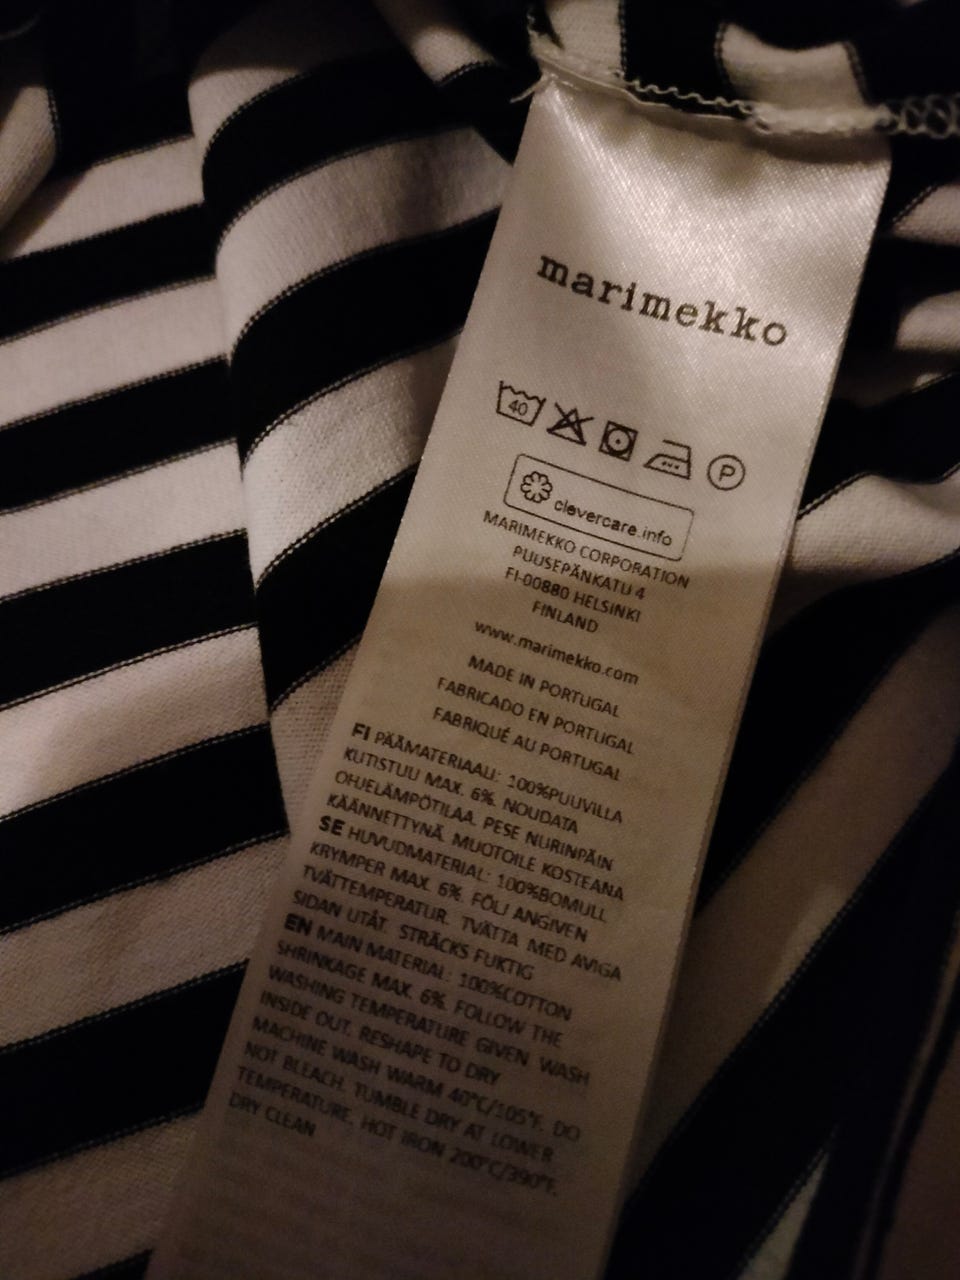 marimekko
40
P
clevercare.info
MARIMEKKO CORPORATION
PUUSEPÄNKATU 4
FI-00880 HELSINKI
FINLAND
www.marimekko.com
MADE IN PORTUGAL
FABRICADO EN PORTUGAL
FABRIQUÉ AU PORTUGAL
FI PÄÄMATERIAALI: 100%PUUVILLA
KUTISTUU MAX. 6%. NOUDATA
OHJELÄMPÖTILAA. PESE NURINPÄIN
KÄÄNNETTYNÄ. MUOTOILE KOSTEANA
SE HUVUDMATERIAL: 100%BOMULL
KRYMPER MAX. 6%. FÖLJ ANGIVEN
TVÄTTEMPERATUR. TVÄTTA MED AVIGA
SIDAN UTÅT. STRÄCKS FUKTIG
EN MAIN MATERIAL: 100%COTTON
SHRINKAGE MAX. 6%. FOLLOW THE
WASHING TEMPERATURE GIVEN. WASH
INSIDE OUT. RESHAPE TO DRY
MACHINE WASH WARM 40°C/105°F. DO
NOT BLEACH. TUMBLE DRY AT LOWER
TEMPERATURE, HOT IRON 200°C/390°F.
DRY CLEAN